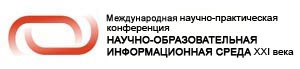 Международная научно-практическая
конференция
НАУЧНО-ОБРАЗОВАТЕЛЬНАЯ
ИНФОРМАЦИОННАЯ СРЕДА XXI века